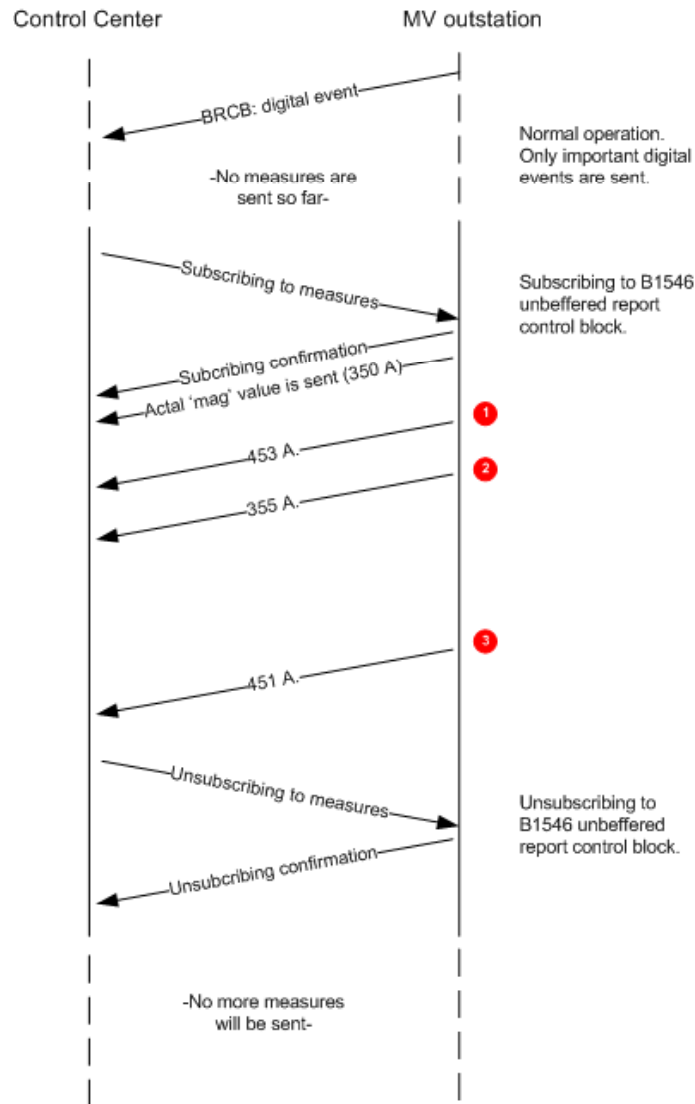 Control Center
MV outstation
BRCB: digital event
Normal operation.
Only important digital
events are sent.
-No measures are
sent so far-
Subscribing to measures
Subscribing to B1546
unbeffered report
control block.
Subcribing confirmation
Actal ‘mag’ value is sent (350 A)
1
453 A.
2
355 A.
3
451 A.
Unsubscribing to measures
Unsubscribing to
B1546 unbeffered
report control block.
Unsubcribing confirmation
-No more measures
will be sent-